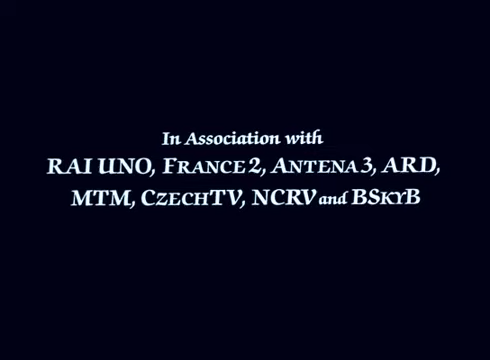 In Association with
RAI UNO, FRANCE 2, ANTENA 3, ARD,
MTM, CZECHTV, NCRV and BSKYB